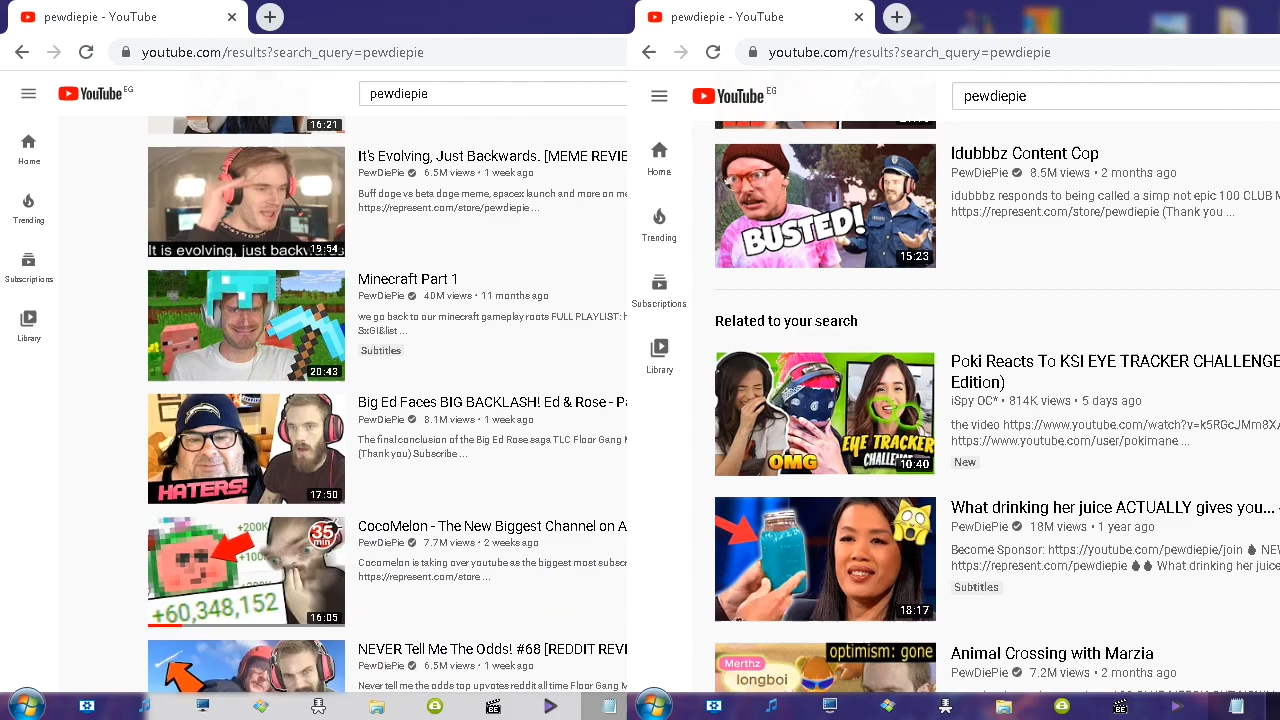 pewdiepie - YouTube
youtube.com/results?search_query=pewdiepie
YouTube EG
pewdiepie
Home
Trending
Subscriptions
Library
16:21
It's Evolving, Just Backwards. [MEME REVIE
PewDiePie 6.5M views • 1 week ago
Buff doge vs beta doge meme, spacex launch and more on me
https://represent.com/store/pewdiepie
It is evolving, just backwards
19:54
Minecraft Part 1
PewDiePie 40M views • 11 months ago
we go back to our minecraft gameplay roots FULL PLAYLIST: h
SxGI&list ...
Subtitles
20:43
Big Ed Faces BIG BACKLASH! Ed & Rose - Pa
PewDiePie 8.1M views • 1 week ago
The final conclusion of the Big Ed Rose saga TLC Floor Gang M
(Thank you) Subscribe ...
HATERS!
17:50
CocoMelon - The New Biggest Channel on A
PewDiePie 7.7M views • 2 weeks ago
Cocomelon is taking over youtube as the biggest most subscr
https://represent.com/store ...
+200K
+100
35 min
+60,348,152
16:05
NEVER Tell Me The Odds! #68 [REDDIT REVI
PewDiePie 6.5M views • 1 week ago
Never tell me the odds top upvotes reddit all time Floor Gang M
pewdiepie - YouTube
youtube.com/results?search_query=pewdiepie
YouTube EG
pewdiepie
Home
Trending
Subscriptions
Library
Idubbbz Content Cop
PewDiePie 8.5M views • 2 months ago
idubbbz responds to being called a simp not epic 100 CLUB M
https://represent.com/store/pewdiepie (Thank you ...
BUSTED!
15:23
Related to your search
Poki Reacts To KSI EYE TRACKER CHALLENGE
Edition)
iSpy OC* • 814K views • 5 days ago
the video https://www.youtube.com/watch?v=k5RGcJMm8X
https://www.youtube.com/user/pokimane ...
New
OMG
EYE TRACKER
CHALLENGE
10:40
What drinking her juice ACTUALLY gives you... -
PewDiePie 18M views • 1 year ago
Become Sponsor: https://youtube.com/pewdiepie/join NE
https://represent.com/pewdiepie What drinking her juice
Subtitles
18:17
Animal Crossing with Marzia
PewDiePie 7.2M views • 2 months ago
optimism: gone
Merthz
longboi